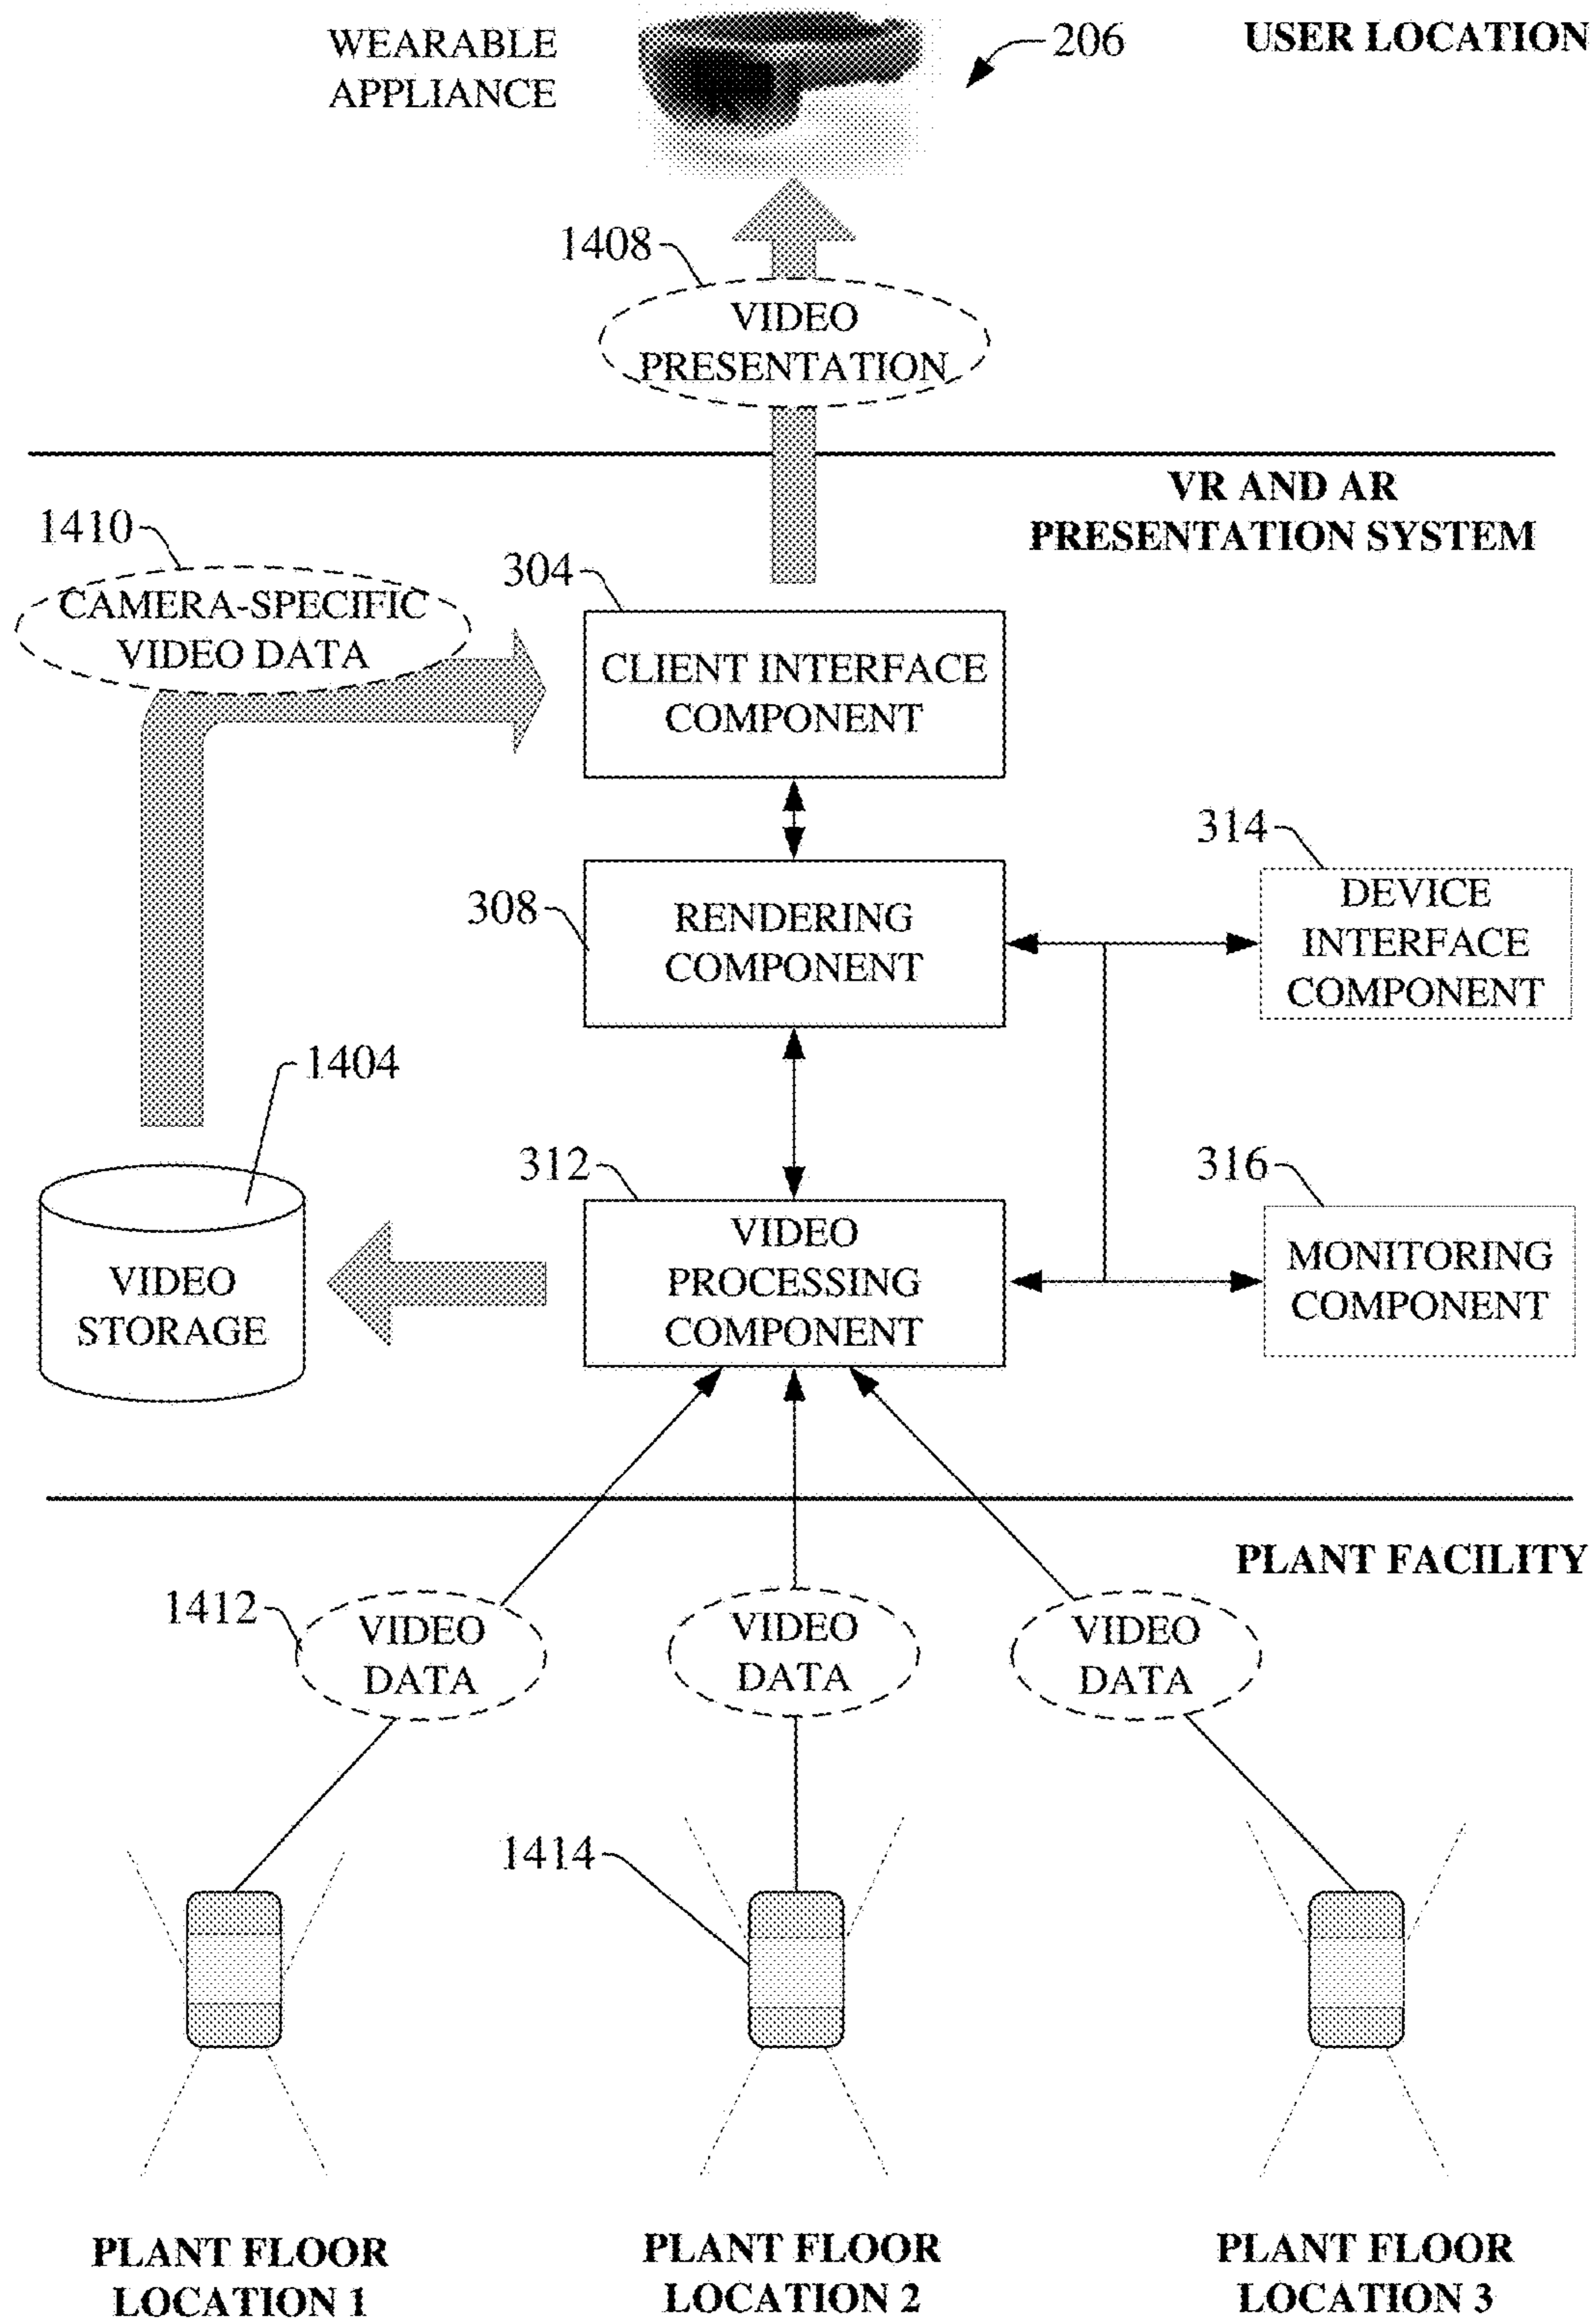 WEARABLE
APPLIANCE
206
USER LOCATION
1408
VIDEO
PRESENTATION
VR AND AR
PRESENTATION SYSTEM
1410
CAMERA-SPECIFIC
VIDEO DATA
304
CLIENT INTERFACE
COMPONENT
314
DEVICE
INTERFACE
COMPONENT
308
RENDERING
COMPONENT
1404
VIDEO
STORAGE
312
VIDEO
PROCESSING
COMPONENT
316
MONITORING
COMPONENT
PLANT FACILITY
1412
VIDEO
DATA
VIDEO
DATA
VIDEO
DATA
1414
PLANT FLOOR
LOCATION 1
PLANT FLOOR
LOCATION 2
PLANT FLOOR
LOCATION 3